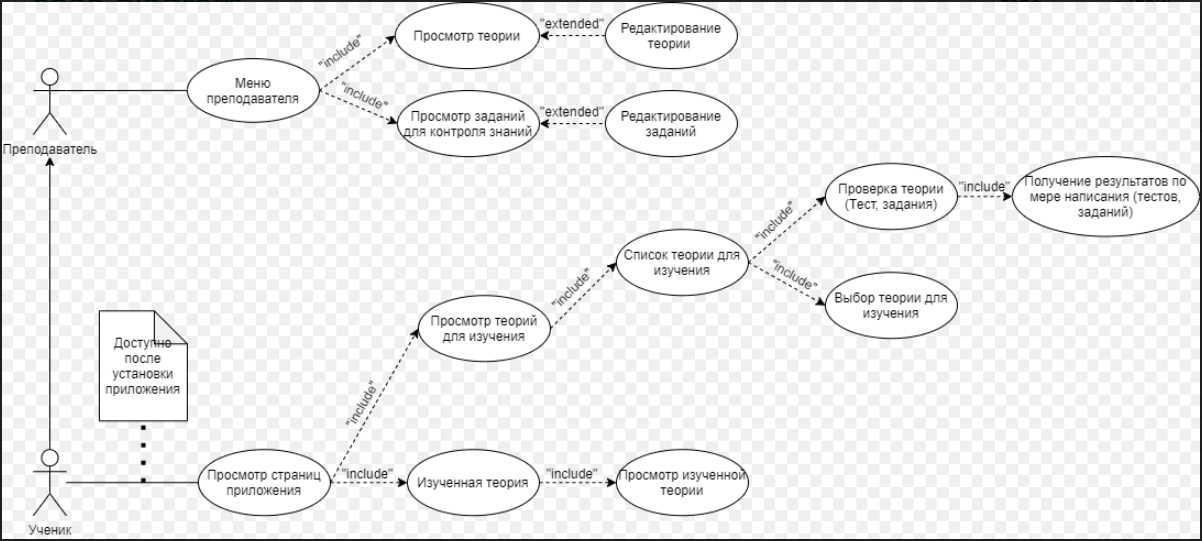 Просмотр теории
"extended"
Редактирование
теории
"include"
Меню
преподавателя
"include"
Просмотр заданий
для контроля знаний
"extended"
Редактирование
заданий
Преподаватель
Проверка теории
(Тест, задания)
"include"
Получение результатов по
мере написания (тестов,
заданий)
"include"
Список теории для
изучения
"include"
Выбор теории для
изучения
"include"
Просмотр теорий
для изучения
Доступно
после
установки
приложения
"include"
Просмотр страниц
приложения
"include"
Изученная теория
"include"
Просмотр изученной
теории
Ученик